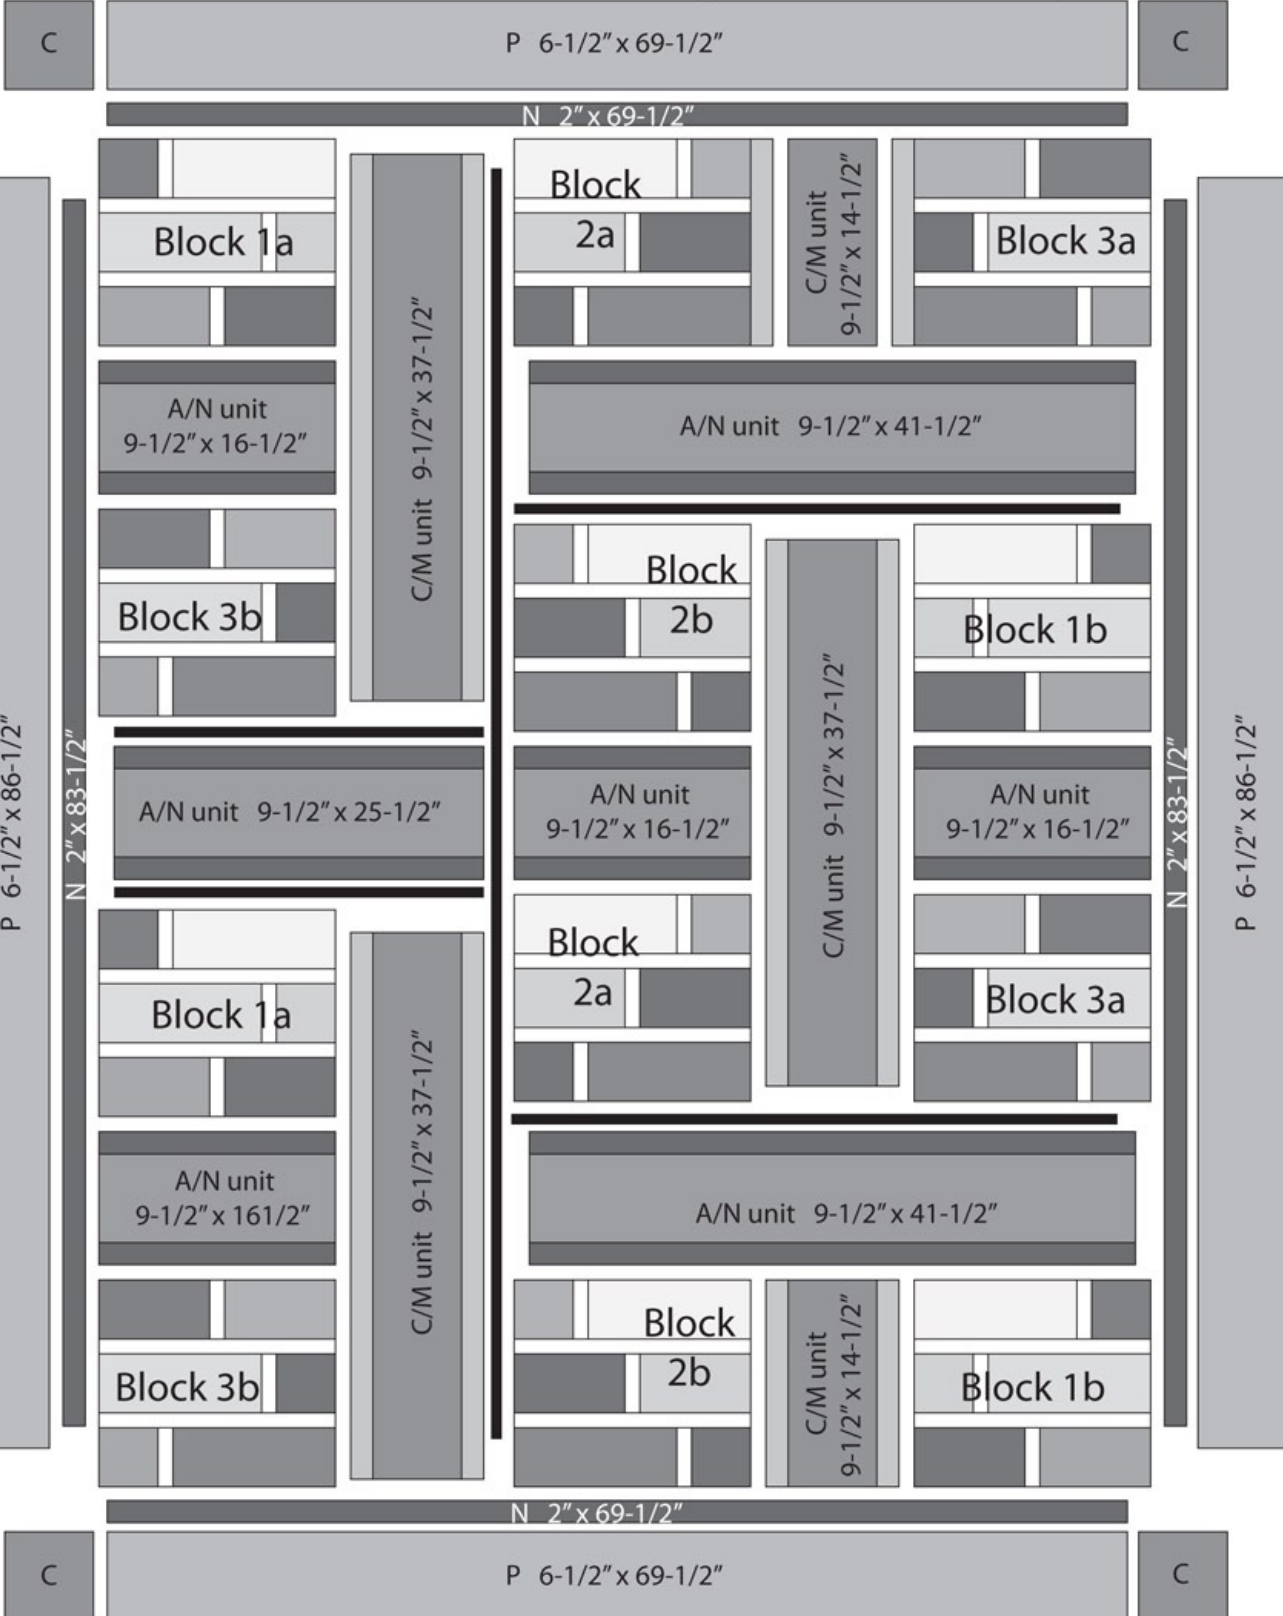 C
P 6-1/2” x 69-1/2”
C
N 2” x 69-1/2”
Block 1a
C/M unit 9-1/2” x 37-1/2”
Block
2a
C/M unit
9-1/2” x 14-1/2”
Block 3a
A/N unit
9-1/2” x 16-1/2”
A/N unit 9-1/2” x 41-1/2”
Block 3b
Block
2b
Block 1b
C/M unit 9-1/2” x 37-1/2”
P 6-1/2” x 86-1/2”
N 2” x 83-1/2”
A/N unit 9-1/2” x 25-1/2”
A/N unit
9-1/2” x 16-1/2”
A/N unit
9-1/2” x 16-1/2”
N 2” x 83-1/2”
P 6-1/2” x 86-1/2”
Block 1a
C/M unit 9-1/2” x 37-1/2”
Block
2a
Block 3a
A/N unit
9-1/2” x 161/2”
A/N unit 9-1/2” x 41-1/2”
Block 3b
Block
2b
C/M unit
9-1/2” x 14-1/2”
Block 1b
N 2” x 69-1/2”
C
P 6-1/2” x 69-1/2”
C